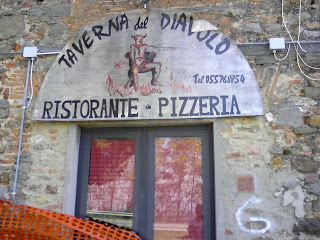 TAVERNA del DIAVOLO
Tel. 055768854
RISTORANTE - PIZZERIA
6